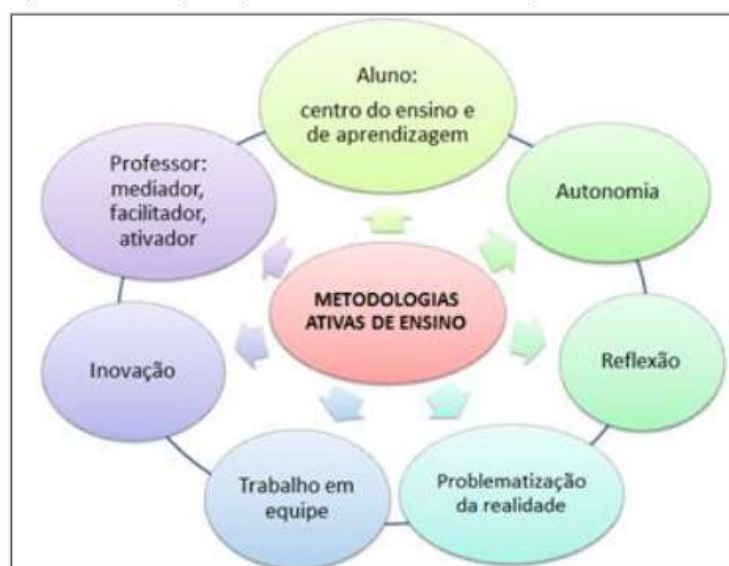 Aluno:
centro do ensino e
de aprendizagem
Autonomia
Reflexão
Problematização
da realidade
Trabalho em
equipe
Inovação
Professor:
mediador,
facilitador,
ativador
METODOLOGIAS
ATIVAS DE ENSINO